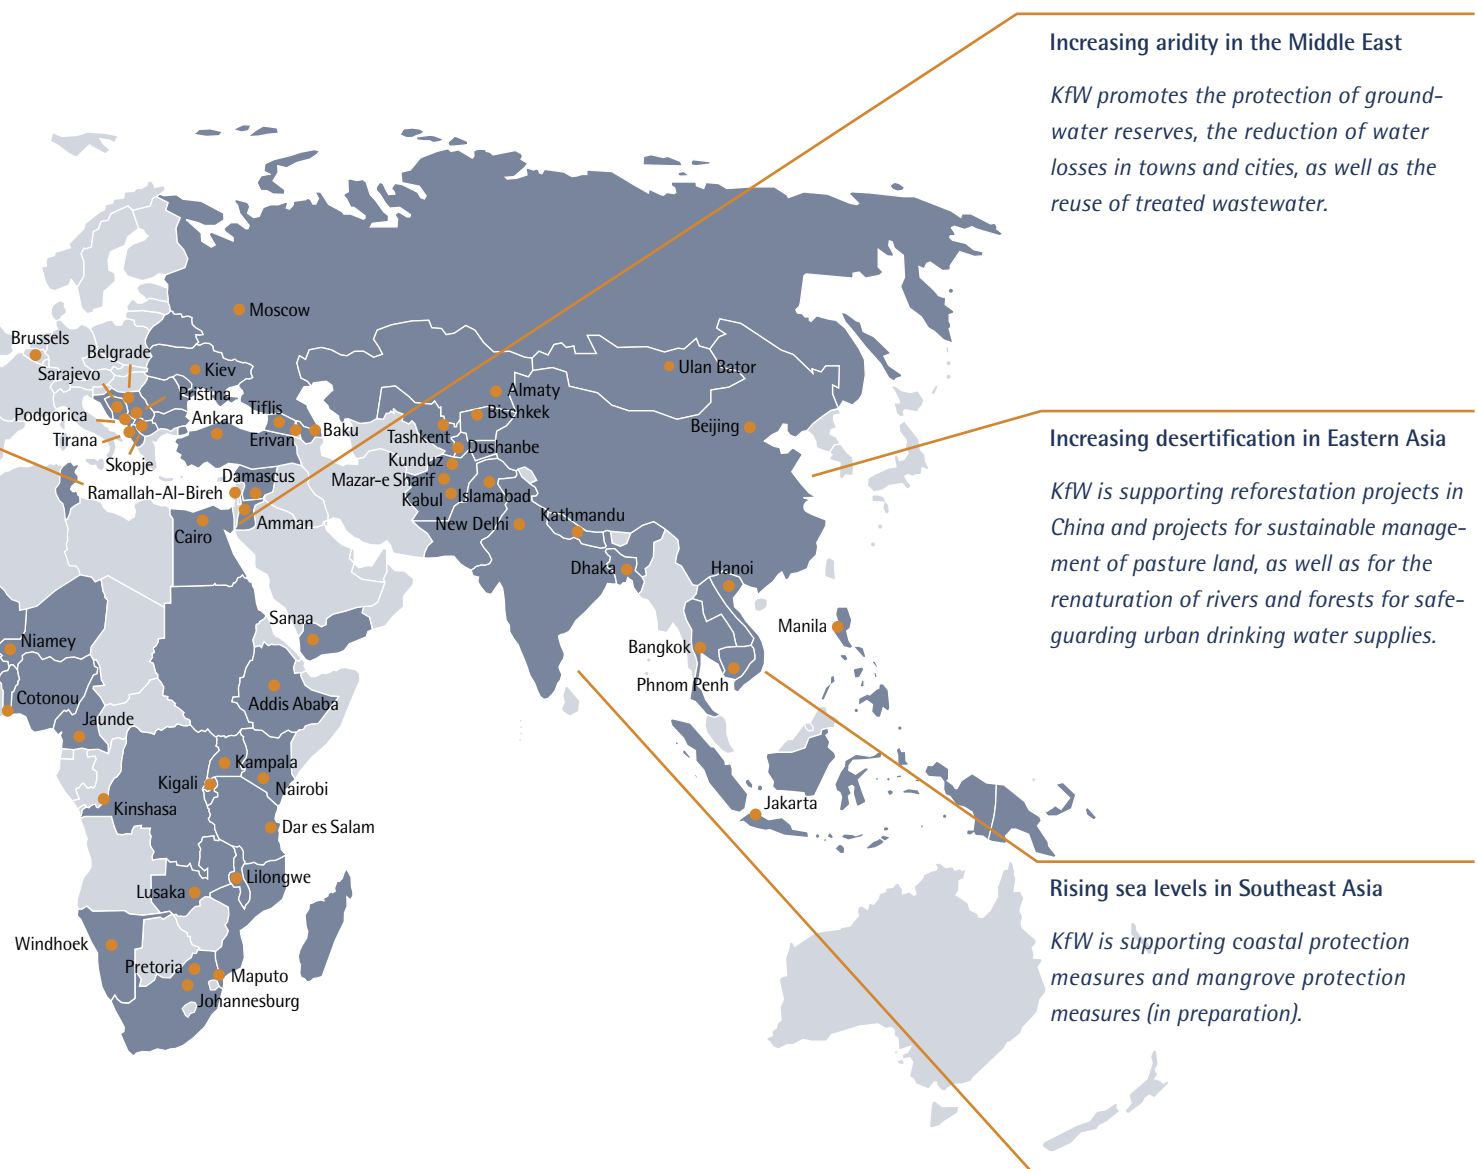 Increasing aridity in the Middle East
KfW promotes the protection of ground-
water reserves, the reduction of water
losses in towns and cities, as well as the
reuse of treated wastewater.
Moscow
Brussels
Belgrade
Sarajevo
Kiev
Ulan Bator
Priština
Almaty
Podgorica
Ankara
Tiflis
Bischkek
Tirana
Erivan
Baku
Tashkent
Beijing
Dushanbe
Skopje
Kunduz
Damascus
Mazar-e Sharif
Ramallah-Al-Bireh
Kabul
Islamabad
Amman
New Delhi
Kathmandu
Cairo
Dhaka
Hanoi
Increasing desertification in Eastern Asia
KfW is supporting reforestation projects in
China and projects for sustainable manage-
ment of pasture land, as well as for the
renaturation of rivers and forests for safe-
guarding urban drinking water supplies.
Sanaa
Manila
Niamey
Bangkok
Phnom Penh
Cotonou
Addis Ababa
Jaunde
Kampala
Kigali
Nairobi
Kinshasa
Jakarta
Dar es Salam
Lilongwe
Lusaka
Windhoek
Pretoria
Maputo
Johannesburg
Rising sea levels in Southeast Asia
KfW is supporting coastal protection
measures and mangrove protection
measures (in preparation).